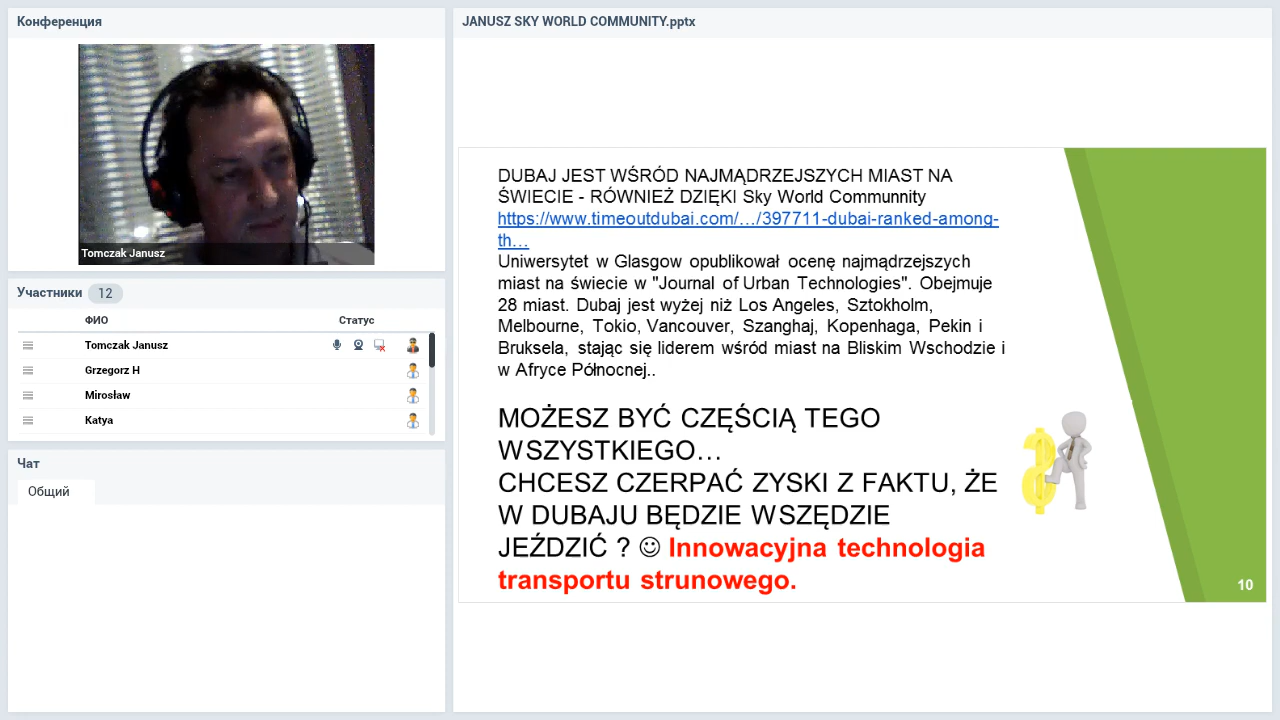 Конференция
Tomczak Janusz
Участники 12
ФИО Статус
Tomczak Janusz
Grzegorz H
Mirosław
Katya
Чат
Общий
JANUSZ SKY WORLD COMMUNITY.pptx
DUBAJ JEST WŚRÓD NAJMĄDRZEJSZYCH MIAST NA
ŚWIECIE - RÓWNIEŻ DZIĘKI Sky World Communnity
https://www.timeoutdubai.com/…/397711-dubai-ranked-among-
th…
Uniwersytet w Glasgow opublikował ocenę najmądrzejszych
miast na świecie w "Journal of Urban Technologies". Obejmuje
28 miast. Dubaj jest wyżej niż Los Angeles, Sztokholm,
Melbourne, Tokio, Vancouver, Szanghaj, Kopenhaga, Pekin i
Bruksela, stając się liderem wśród miast na Bliskim Wschodzie i
w Afryce Północnej..
MOŻESZ BYĆ CZĘŚCIĄ TEGO
WSZYSTKIEGO…
CHCESZ CZERPAĆ ZYSKI Z FAKTU, ŻE
W DUBAJU BĘDZIE WSZĘDZIE
JEŹDZIĆ ? ☺ Innowacyjna technologia
transportu strunowego.
10